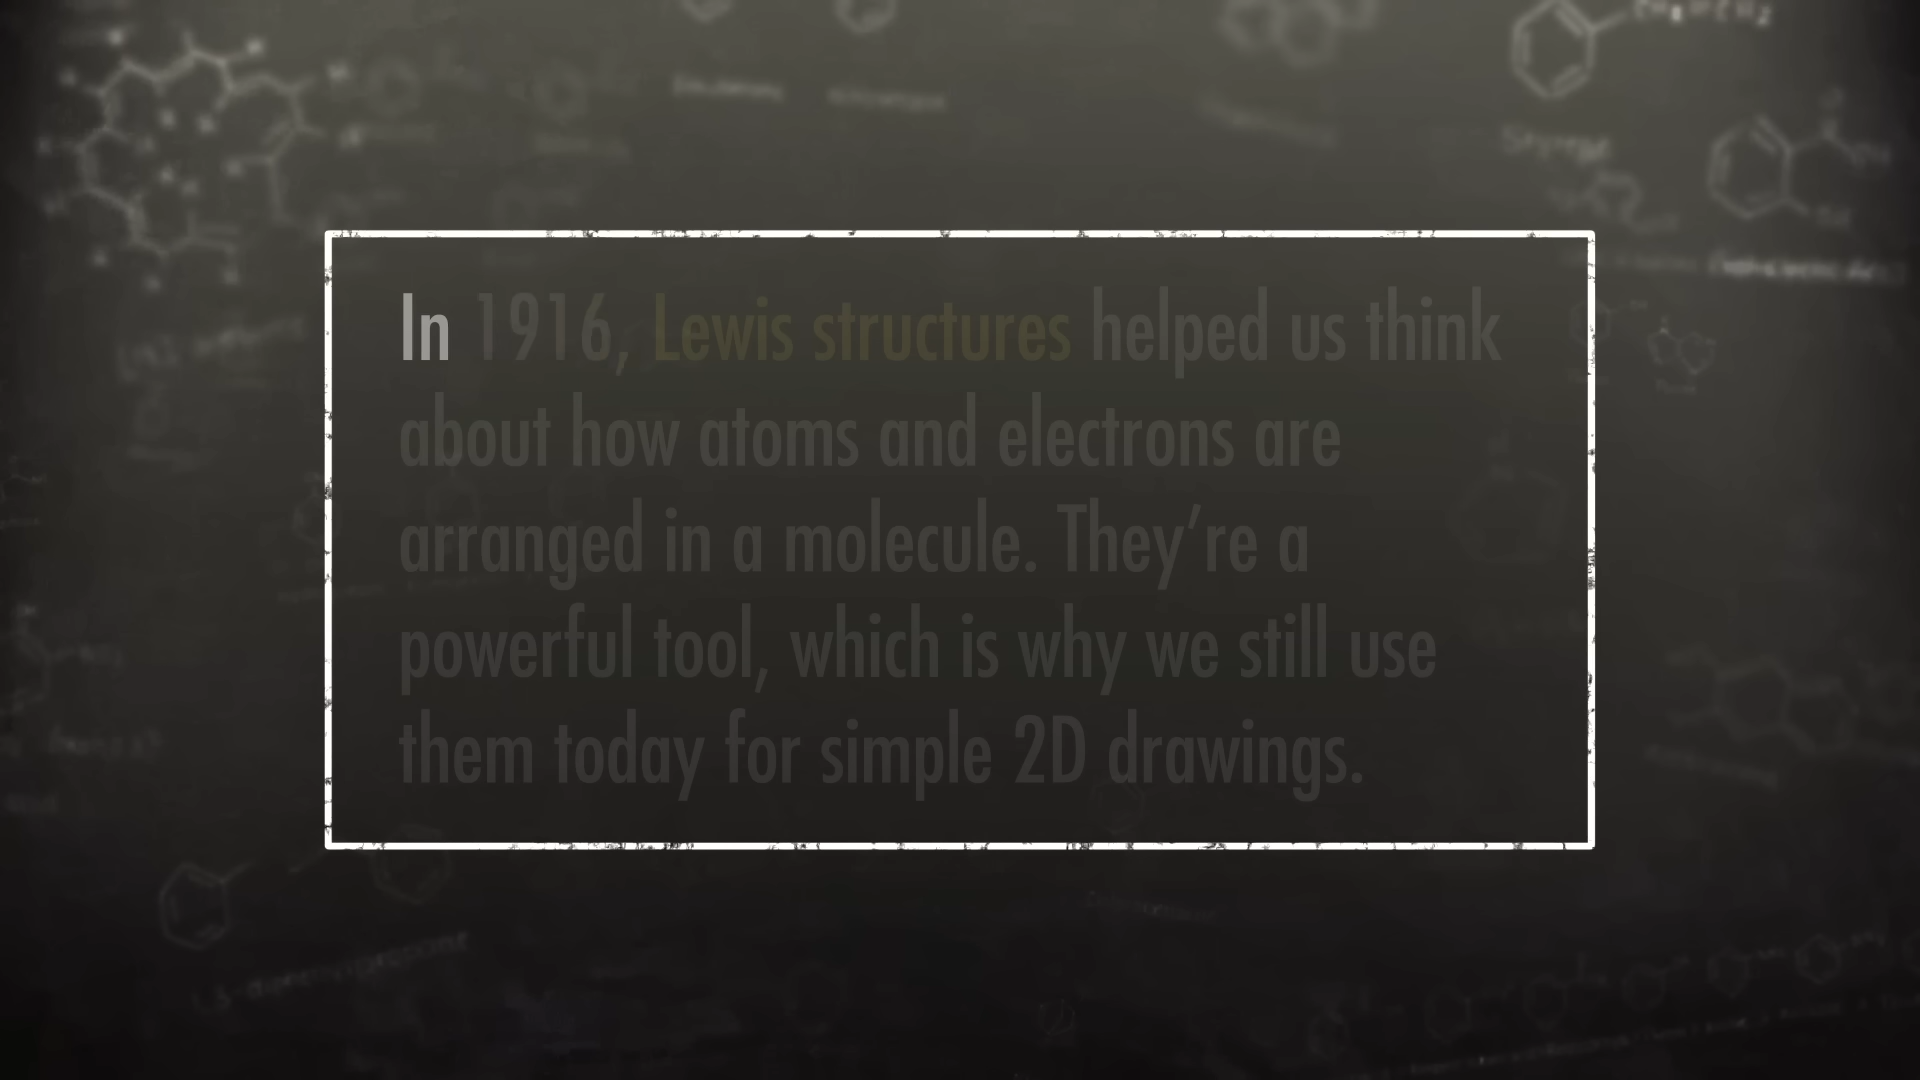 In 1916, Lewis structures helped us think
about how atoms and electrons are
arranged in a molecule. They’re a
powerful tool, which is why we still use
them today for simple 2D drawings.